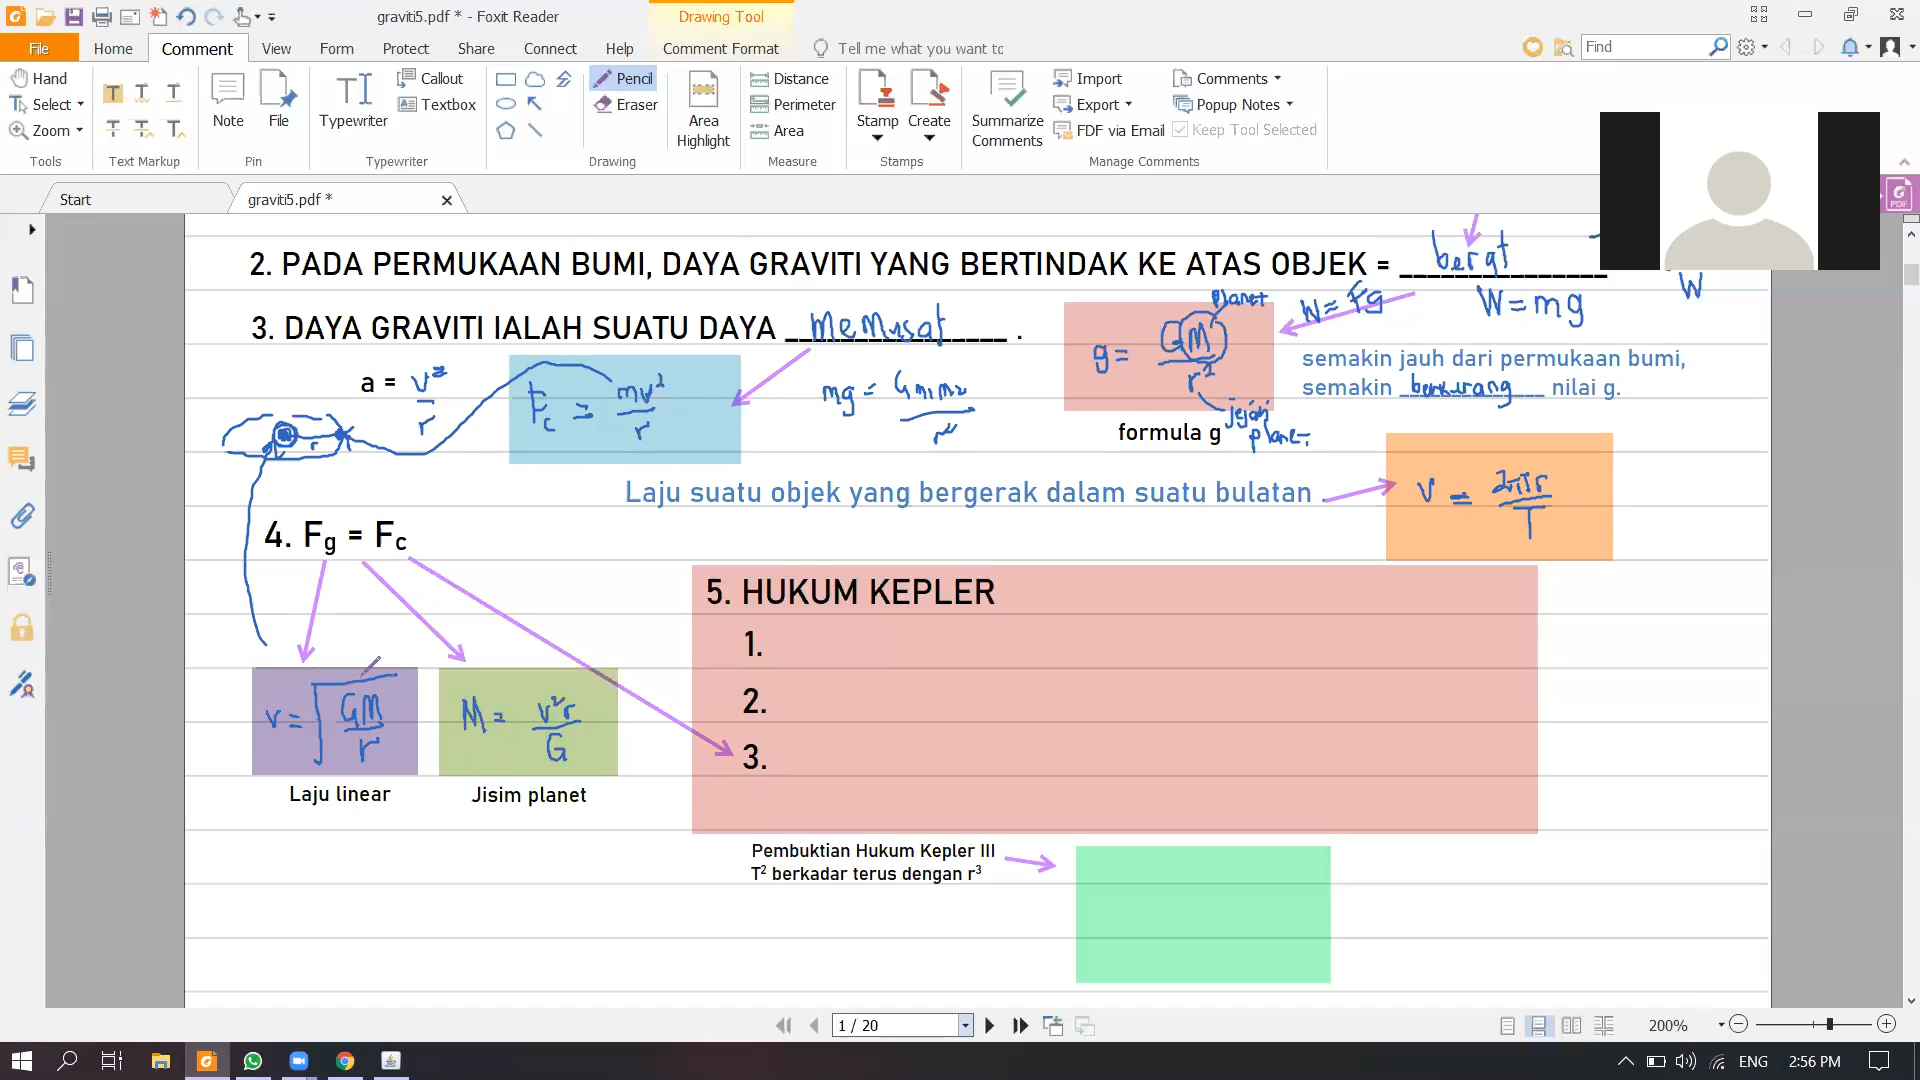 graviti5.pdf * - Foxit Reader
Drawing Tool
File Home Comment View Form Protect Share Connect Help Comment Format Tell me what you want to Find
Hand
Select
Zoom
Tools
Text Markup
Note
File
Pin
Typewriter
Callout
Textbox
Typewriter
Pencil
Eraser
Drawing
Area
Highlight
Distance
Perimeter
Area
Measure
Stamp
Create
Stamps
Summarize
Comments
Import
Export
FDF via Email
Comments
Popup Notes
Keep Tool Selected
Manage Comments
Start
graviti5.pdf *
2. PADA PERMUKAAN BUMI, DAYA GRAVITI YANG BERTINDAK KE ATAS OBJEK = berat
W
W = Fg
W = mg
3. DAYA GRAVITI IALAH SUATU DAYA memusat .
planet
g = GM/r²
jejari
planet
formula g
semakin jauh dari permukaan bumi,
semakin berkurang nilai g.
a = v²/r
Fc = mv²/r
mg = Gm1m2/r²
r
Laju suatu objek yang bergerak dalam suatu bulatan .
v = 2πr/T
4. Fg = Fc
v = √GM/r
Laju linear
M = v²r/G
Jisim planet
5. HUKUM KEPLER
1.
2.
3.
Pembuktian Hukum Kepler III
T² berkadar terus dengan r³
1 / 20
200%
ENG
2:56 PM